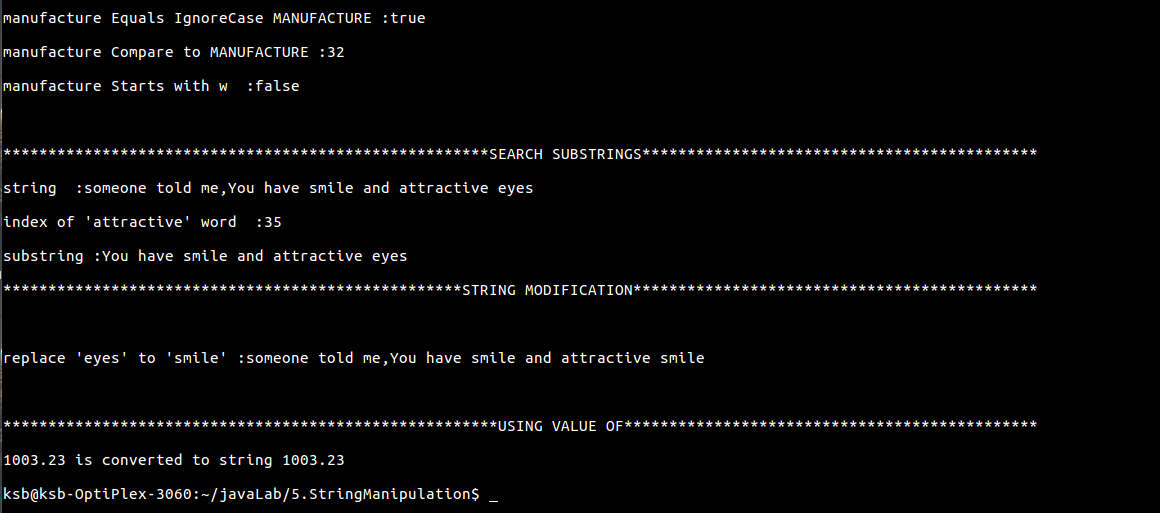 manufacture Equals IgnoreCase MANUFACTURE :true
manufacture Compare to MANUFACTURE :32
manufacture Starts with w  :false
******************************************************SEARCH SUBSTRINGS********************************************
string  :someone told me,You have smile and attractive eyes
index of 'attractive' word  :35
substring :You have smile and attractive eyes
***************************************************STRING MODIFICATION*********************************************
replace 'eyes' to 'smile' :someone told me,You have smile and attractive smile
*******************************************************USING VALUE OF**********************************************
1003.23 is converted to string 1003.23
ksb@ksb-OptiPlex-3060:~/javaLab/5.StringManipulation$ _